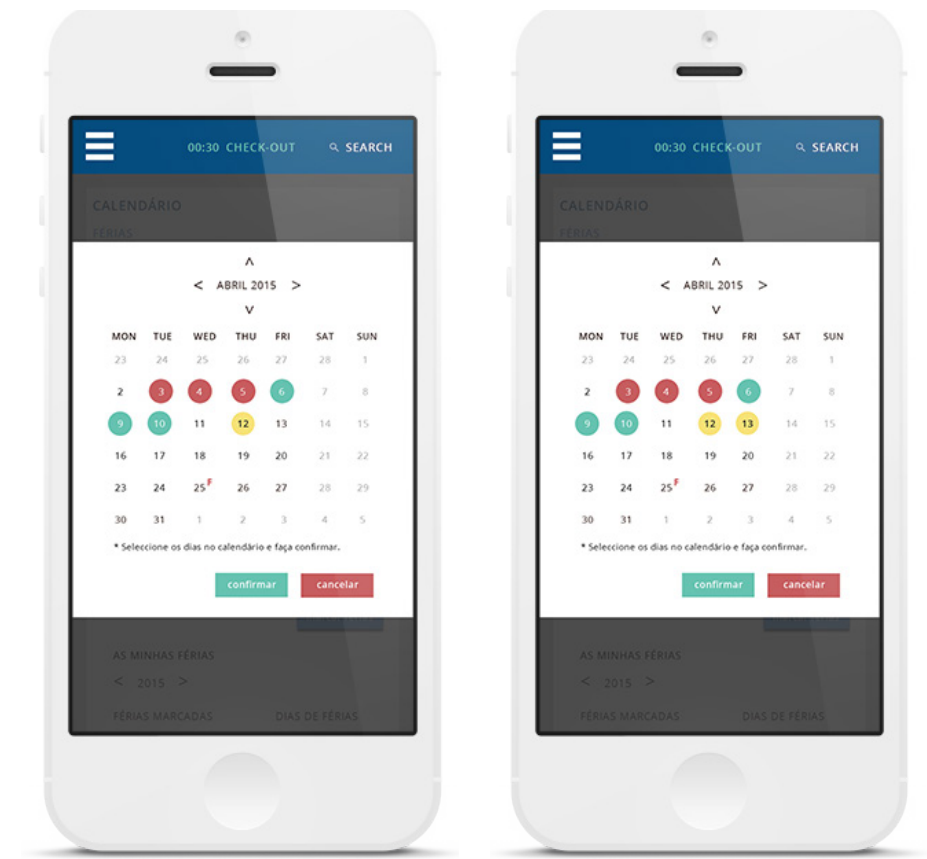 00:30 CHECK-OUT SEARCH
CALENDÁRIO
FÉRIAS
< ABRIL 2015 >
MON TUE WED THU FRI SAT SUN
23 24 25 26 27 28 1
2 3 4 5 6 7 8
9 10 11 12 13 14 15
16 17 18 19 20 21 22
23 24 25 F 26 27 28 29
30 31 1 2 3 4 5
* Seleccione os dias no calendário e faça confirmar.
confirmar cancelar
AS MINHAS FÉRIAS
< 2015 >
FÉRIAS MARCADAS DIAS DE FÉRIAS
00:30 CHECK-OUT SEARCH
CALENDÁRIO
FÉRIAS
< ABRIL 2015 >
MON TUE WED THU FRI SAT SUN
23 24 25 26 27 28 1
2 3 4 5 6 7 8
9 10 11 12 13 14 15
16 17 18 19 20 21 22
23 24 25 F 26 27 28 29
30 31 1 2 3 4 5
* Seleccione os dias no calendário e faça confirmar.
confirmar cancelar
AS MINHAS FÉRIAS
< 2015 >
FÉRIAS MARCADAS DIAS DE FÉRIAS